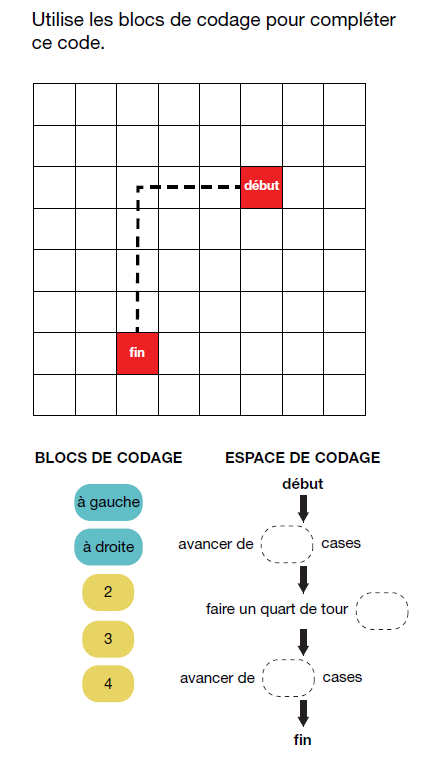 Utilise les blocs de codage pour compléter
ce code.
début
fin
BLOCS DE CODAGE
à gauche
à droite
2
3
4
ESPACE DE CODAGE
début
avancer de cases
faire un quart de tour
avancer de cases
fin